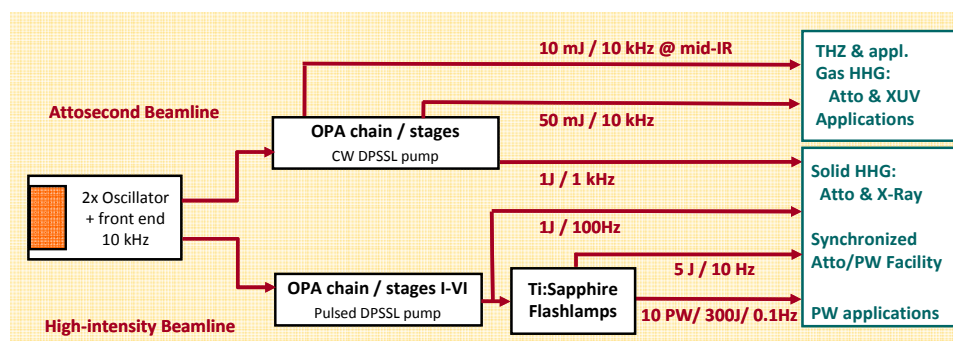 10 mJ / 10 kHz @ mid-IR
THZ & appl.
Gas HHG:
Atto & XUV
Applications
Attosecond Beamline
OPA chain / stages
CW DPSSL pump
50 mJ / 10 kHz
1J / 1 kHz
Solid HHG:
Atto & X-Ray
2x Oscillator
+ front end
10 kHz
1J / 100Hz
Synchronized
Atto/PW Facility
5 J / 10 Hz
OPA chain / stages I-VI
Pulsed DPSSL pump
Ti:Sapphire
Flashlamps
10 PW/ 300J/ 0.1Hz
PW applications
High-intensity Beamline